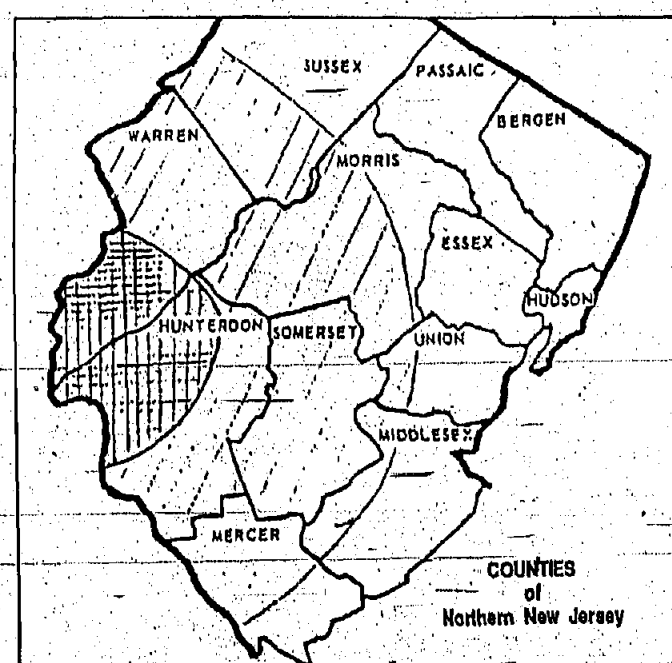 SUSSEX
PASSAIC
BERGEN
WARREN
MORRIS
ESSEX
HUDSON
HUNTERDON
SOMERSET
UNION
MIDDLESEX
MERCER
COUNTIES
of
Northern New Jersey